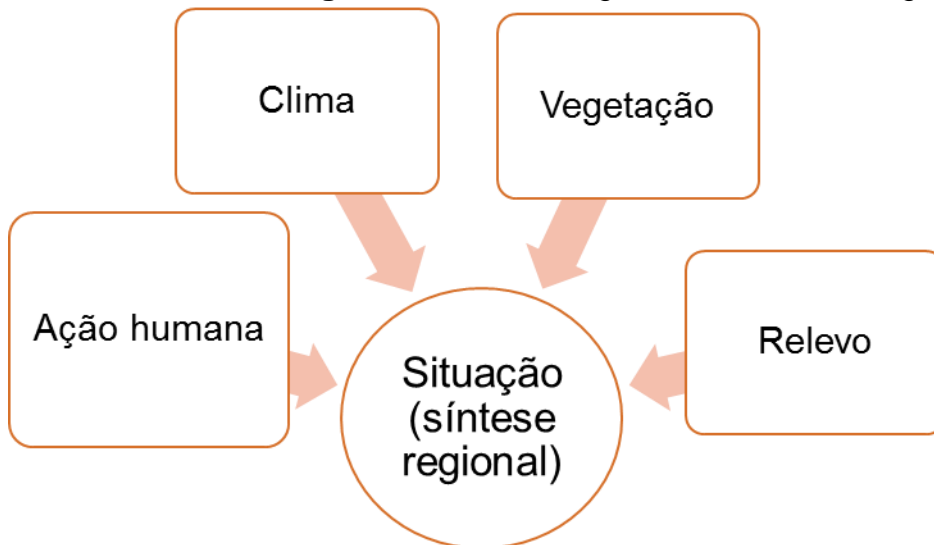 Clima
Vegetação
Ação humana
Relevo
Situação
(síntese
regional)